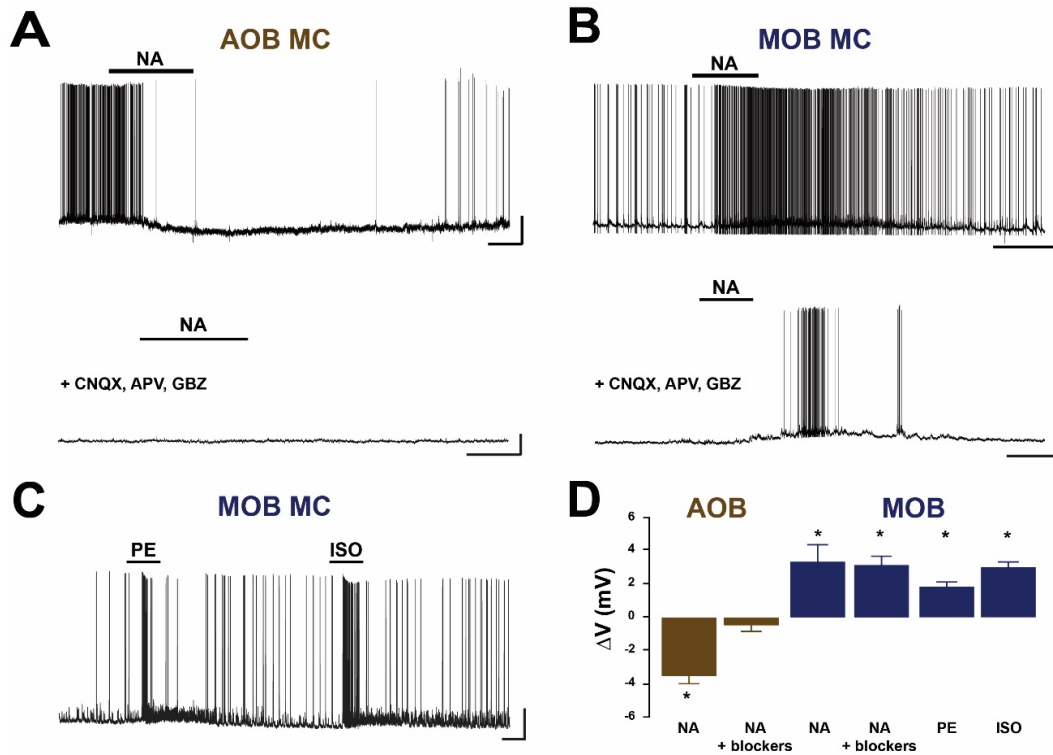 A
AOB MC
NA
NA
+ CNQX, APV, GBZ
B
MOB MC
NA
NA
+ CNQX, APV, GBZ
C
MOB MC
PE
ISO
D
AOB
MOB
ΔV (mV)
6
4
2
0
-2
-4
-6
*
*
*
*
*
NA
NA
+ blockers
NA
NA
+ blockers
PE
ISO